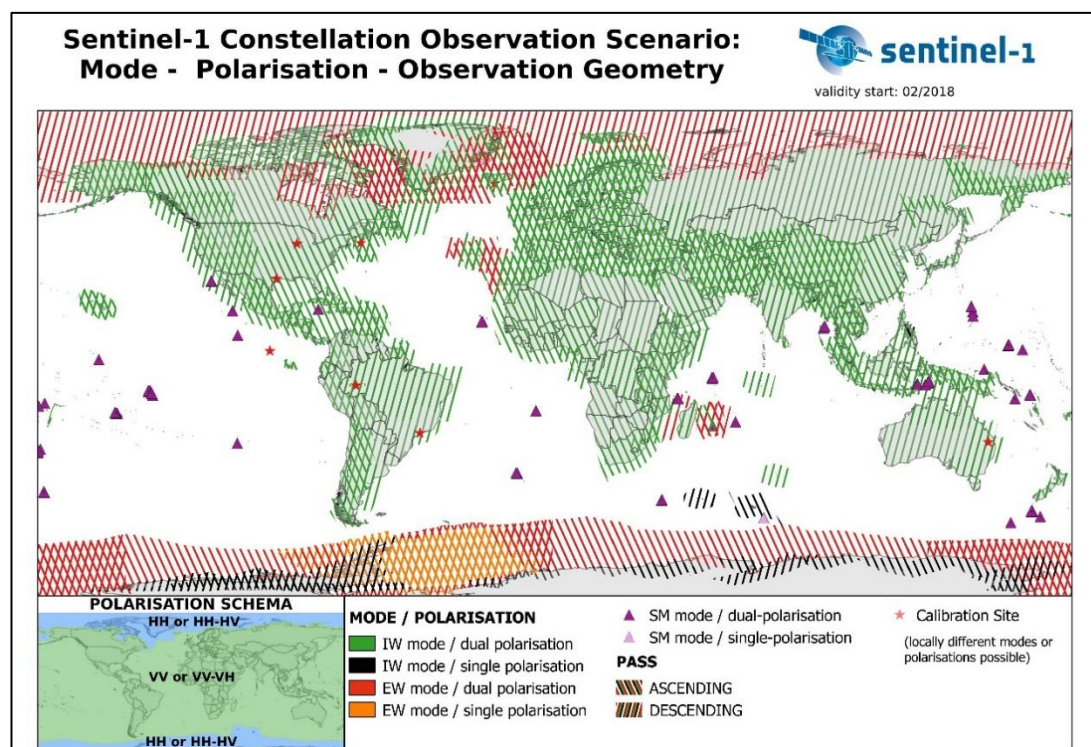 Sentinel-1 Constellation Observation Scenario:
Mode - Polarisation - Observation Geometry
sentinel-1
validity start: 02/2018
POLARISATION SCHEMA
HH or HH-HV
VV or VV-VH
HH or HH-HV
MODE / POLARISATION
IW mode / dual polarisation
IW mode / single polarisation
EW mode / dual polarisation
EW mode / single polarisation
SM mode / dual-polarisation
SM mode / single-polarisation
PASS
ASCENDING
DESCENDING
Calibration Site
(locally different modes or
polarisations possible)